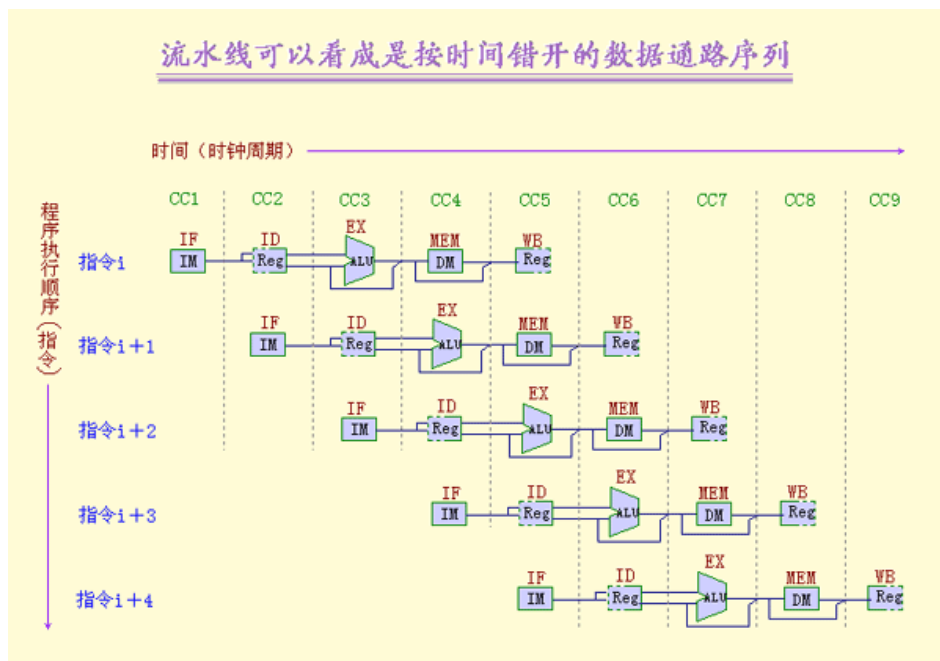 流水线可以看成是按时间错开的数据通路序列
时间（时钟周期）
CC1 CC2 CC3 CC4 CC5 CC6 CC7 CC8 CC9
程序执行顺序（指令）
指令i IF IM ID Reg EX ALU MEM DM WB Reg
指令i+1 IF IM ID Reg EX ALU MEM DM WB Reg
指令i+2 IF IM ID Reg EX ALU MEM DM WB Reg
指令i+3 IF IM ID Reg EX ALU MEM DM WB Reg
指令i+4 IF IM ID Reg EX ALU MEM DM WB Reg